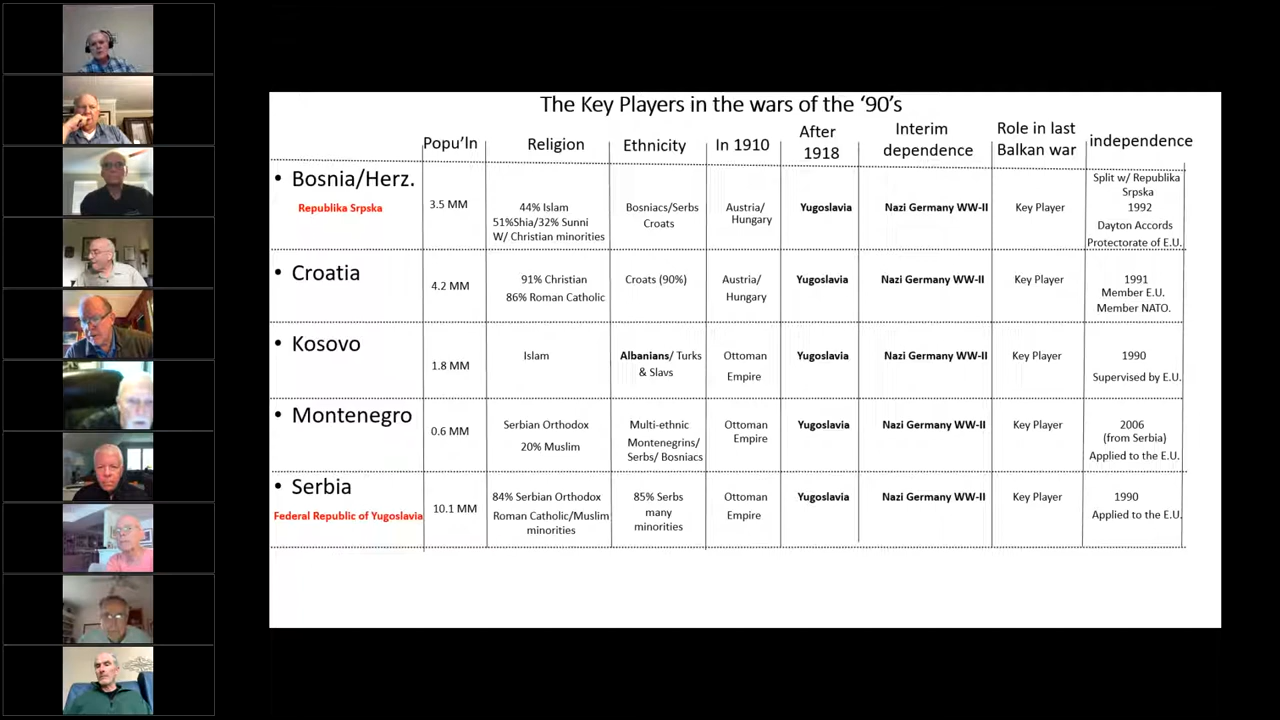 The Key Players in the wars of the ‘90’s
Popu’ln Religion Ethnicity In 1910 After 1918 Interim dependence Role in last Balkan war independence
• Bosnia/Herz.
Republika Srpska
3.5 MM
44% Islam
51%Shia/32% Sunni
W/ Christian minorities
Bosniacs/Serbs
Croats
Austria/
Hungary
Yugoslavia
Nazi Germany WW-II
Key Player
Split w/ Republika
Srpska
1992
Dayton Accords
Protectorate of E.U.
• Croatia
4.2 MM
91% Christian
86% Roman Catholic
Croats (90%)
Austria/
Hungary
Yugoslavia
Nazi Germany WW-II
Key Player
1991
Member E.U.
Member NATO.
• Kosovo
1.8 MM
Islam
Albanians/ Turks
& Slavs
Ottoman
Empire
Yugoslavia
Nazi Germany WW-II
Key Player
1990
Supervised by E.U.
• Montenegro
0.6 MM
Serbian Orthodox
20% Muslim
Multi-ethnic
Montenegrins/
Serbs/ Bosniacs
Ottoman
Empire
Yugoslavia
Nazi Germany WW-II
Key Player
2006
(from Serbia)
Applied to the E.U.
• Serbia
Federal Republic of Yugoslavia
10.1 MM
84% Serbian Orthodox
Roman Catholic/Muslim
minorities
85% Serbs
many
minorities
Ottoman
Empire
Yugoslavia
Nazi Germany WW-II
Key Player
1990
Applied to the E.U.